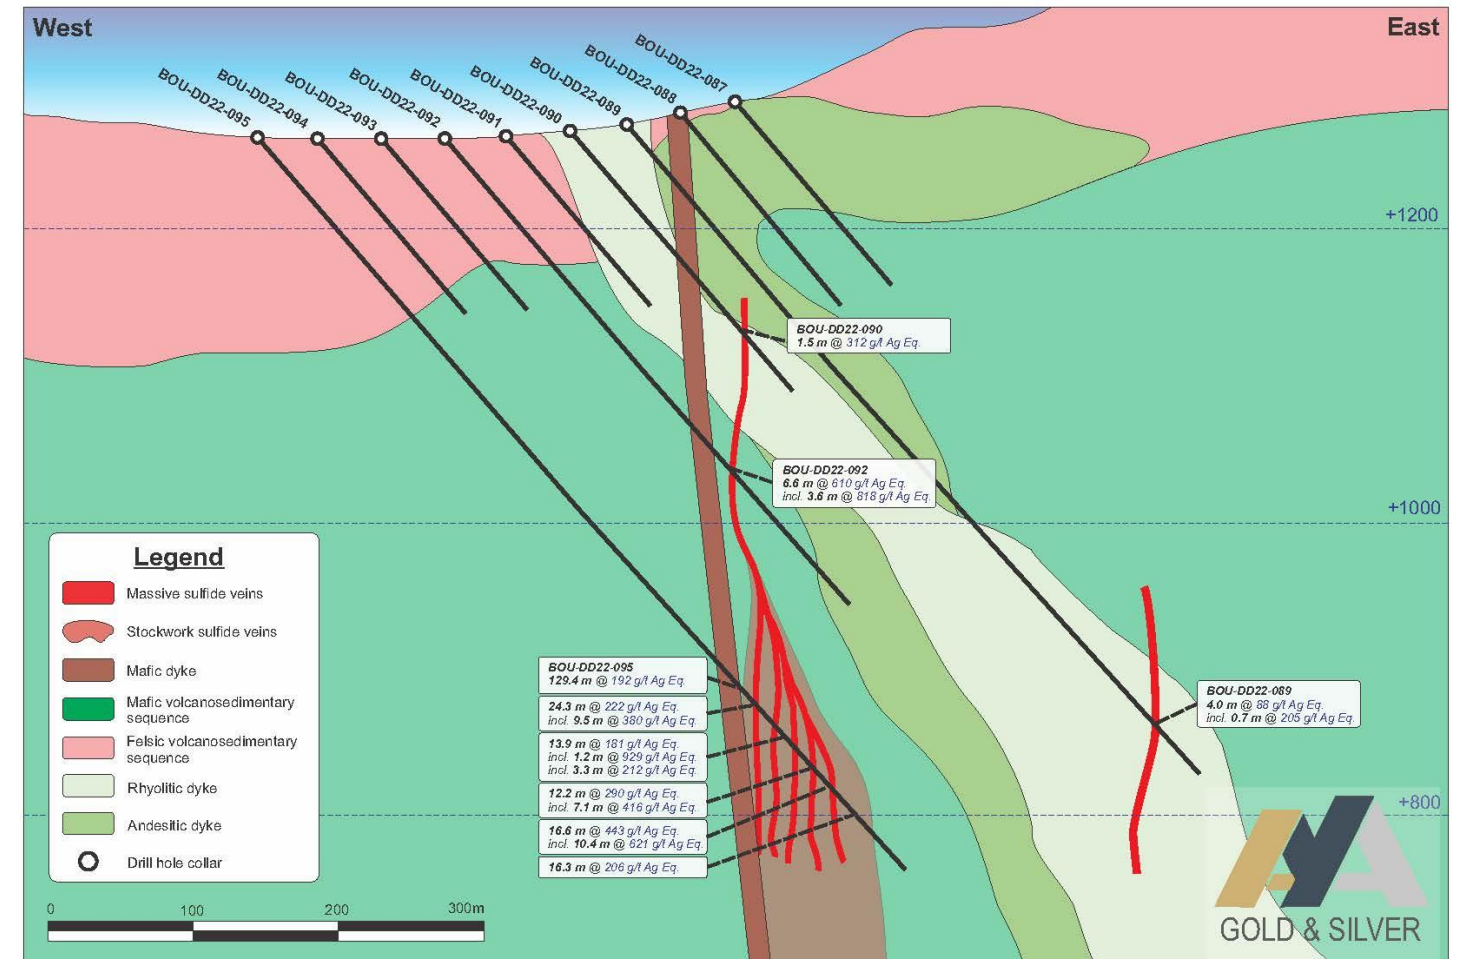 West
East
BOU-DD22-095
BOU-DD22-094
BOU-DD22-093
BOU-DD22-092
BOU-DD22-091
BOU-DD22-090
BOU-DD22-089
BOU-DD22-088
BOU-DD22-087
+1200
BOU-DD22-090
1.5 m @ 312 g/t Ag Eq.
BOU-DD22-092
6.6 m @ 610 g/t Ag Eq.
incl. 3.6 m @ 818 g/t Ag Eq.
+1000
Legend
Massive sulfide veins
Stockwork sulfide veins
Mafic dyke
Mafic volcanosedimentary
sequence
Felsic volcanosedimentary
sequence
Rhyolitic dyke
Andesitic dyke
Drill hole collar
BOU-DD22-095
129.4 m @ 192 g/t Ag Eq.
24.3 m @ 222 g/t Ag Eq.
incl. 9.5 m @ 380 g/t Ag Eq.
13.9 m @ 181 g/t Ag Eq.
incl. 1.2 m @ 929 g/t Ag Eq.
incl. 3.3 m @ 212 g/t Ag Eq.
12.2 m @ 290 g/t Ag Eq.
incl. 7.1 m @ 416 g/t Ag Eq.
16.6 m @ 443 g/t Ag Eq.
incl. 10.4 m @ 621 g/t Ag Eq.
16.3 m @ 206 g/t Ag Eq.
BOU-DD22-089
4.0 m @ 88 g/t Ag Eq.
incl. 0.7 m @ 205 g/t Ag Eq.
+800
0 100 200 300m
AYA
GOLD & SILVER